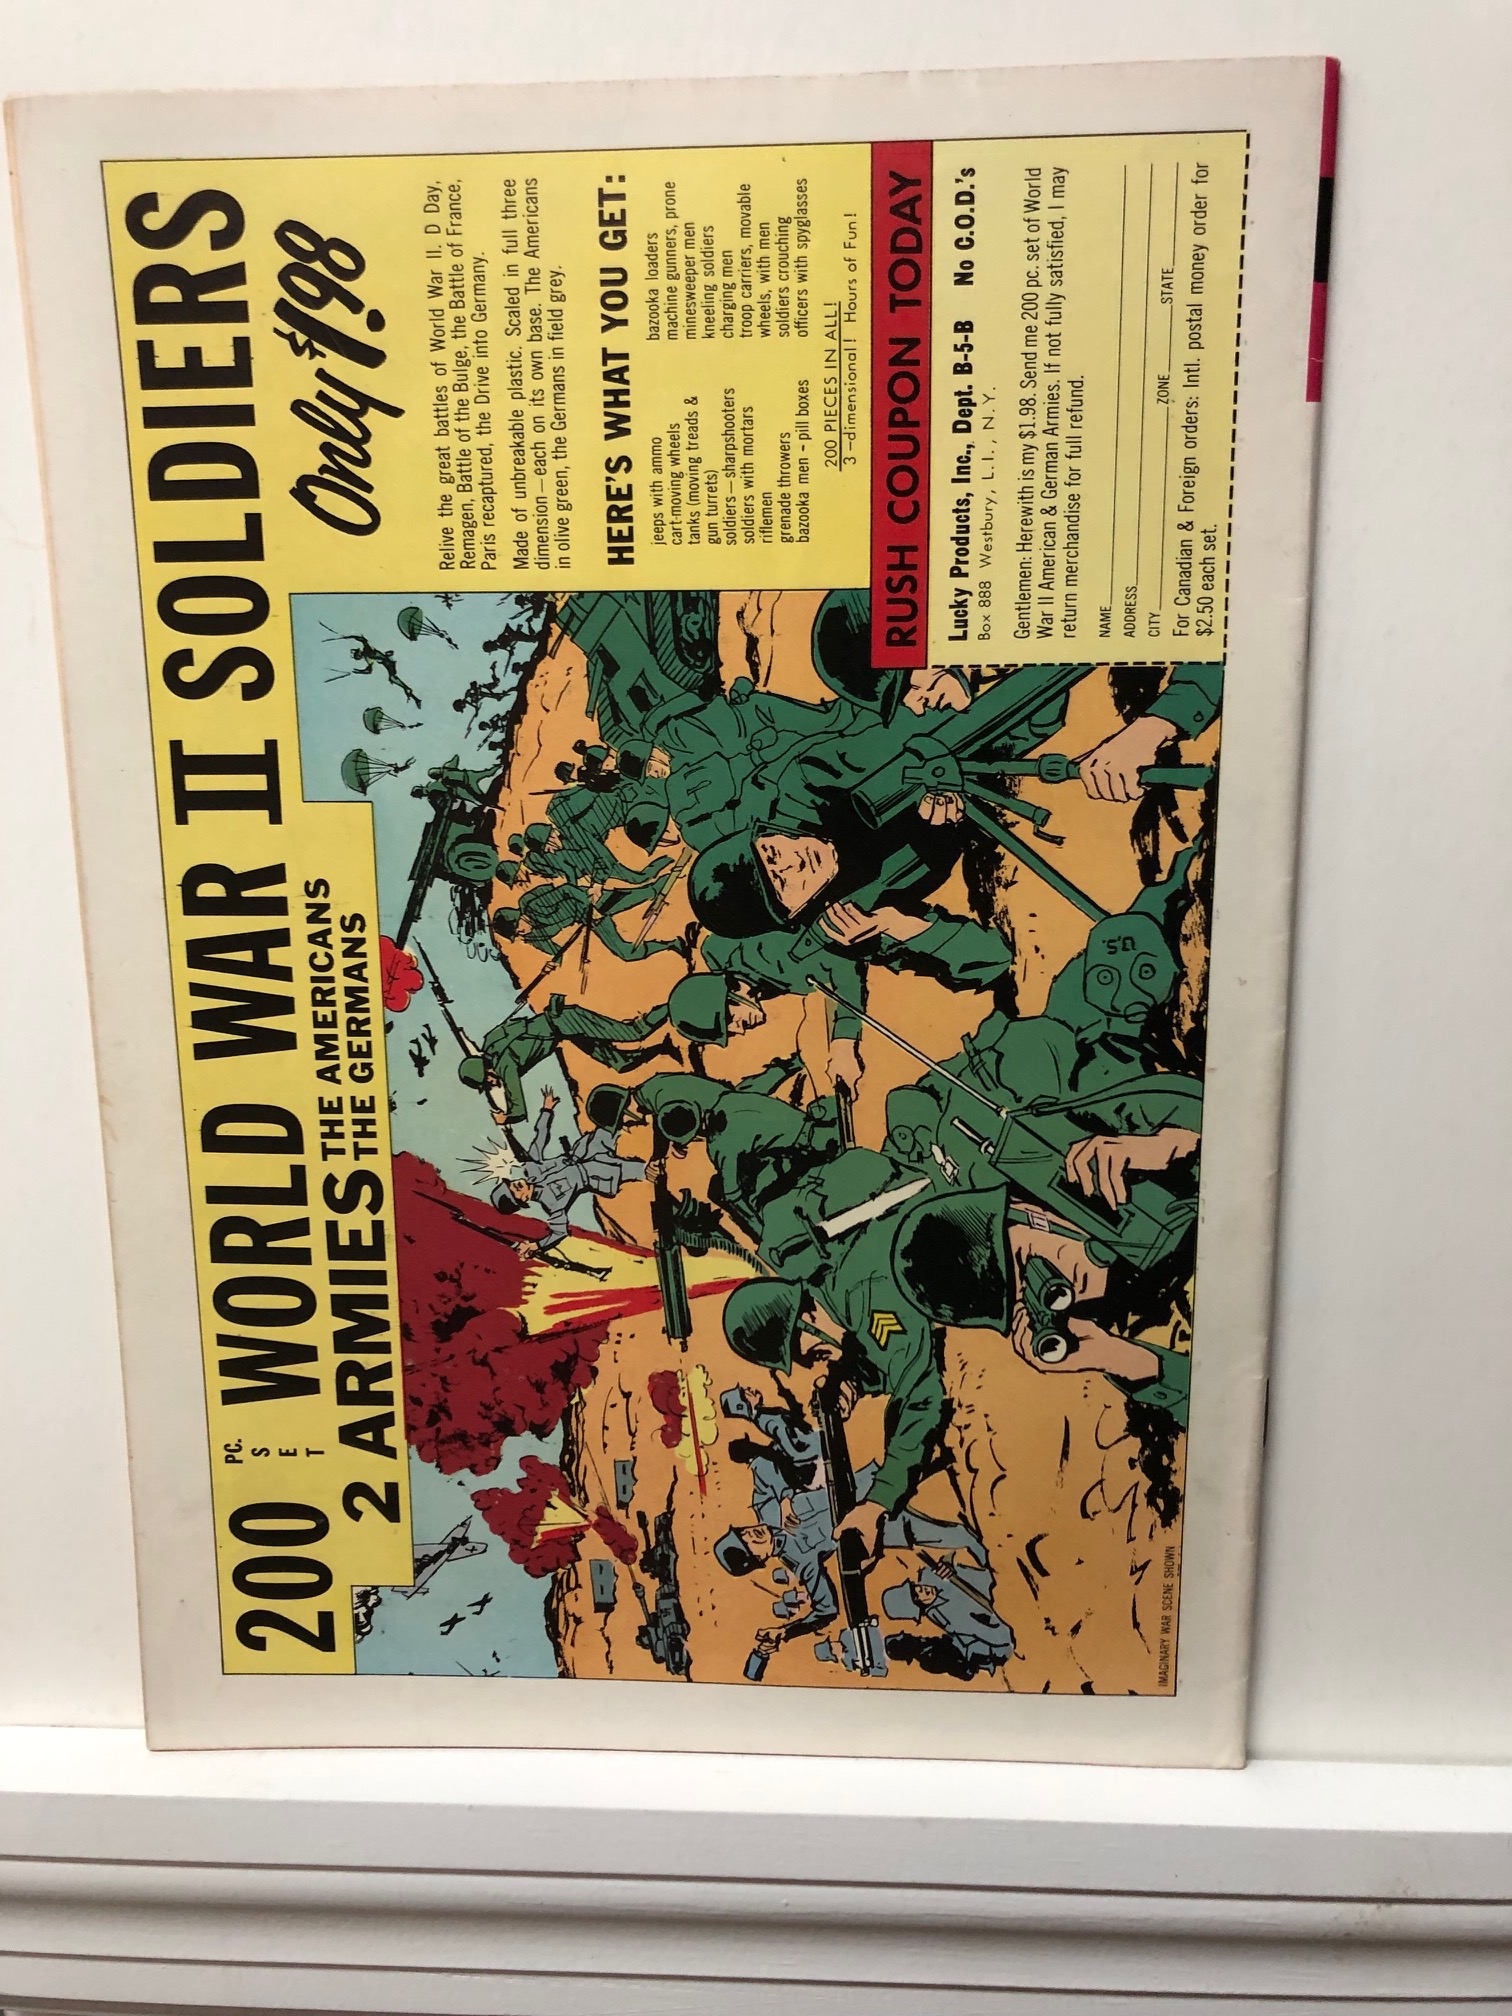 200 PC. SET WORLD WAR II SOLDIERS
2 ARMIES THE AMERICANS
THE GERMANS
Only $1.98
Relive the great battles of World War II. D Day,
Remagen, Battle of the Bulge, the Battle of France,
Paris recaptured, the Drive into Germany.
Made of unbreakable plastic. Scaled in full three
dimension—each on its own base. The Americans
in olive green, the Germans in field grey.
HERE'S WHAT YOU GET:
jeeps with ammo
cart-moving wheels
tanks (moving treads &
gun turrets)
soldiers—sharpshooters
soldiers with mortars
riflemen
grenade throwers
bazooka men - pill boxes
bazooka loaders
machine gunners, prone
minesweeper men
kneeling soldiers
charging men
troop carriers, movable
wheels, with men
soldiers crouching
officers with spyglasses
200 PIECES IN ALL!
3-dimensional! Hours of Fun!
RUSH COUPON TODAY
Lucky Products, Inc., Dept. B-5-B No C.O.D.'s
Box 888 Westbury, L.I., N.Y.
Gentlemen: Herewith is my $1.98. Send me 200 pc. set of World
War II American & German Armies. If not fully satisfied, I may
return merchandise for full refund.
NAME
ADDRESS
CITY ZONE STATE
For Canadian & Foreign orders: Intl. postal money order for
$2.50 each set.
U.S.
IMAGINARY WAR SCENE SHOWN